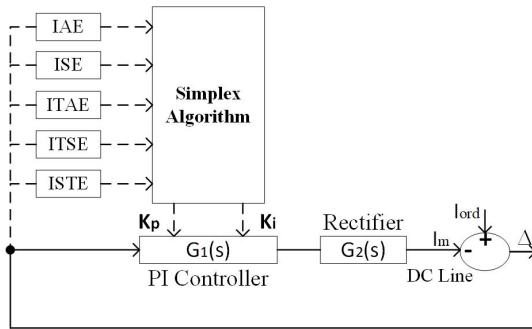 IAE
ISE
ITAE
ITSE
ISTE
Simplex
Algorithm
Kp Ki
G1(s)
PI Controller
Rectifier
G2(s)
Im
DC Line
Iord
+
-
Δ